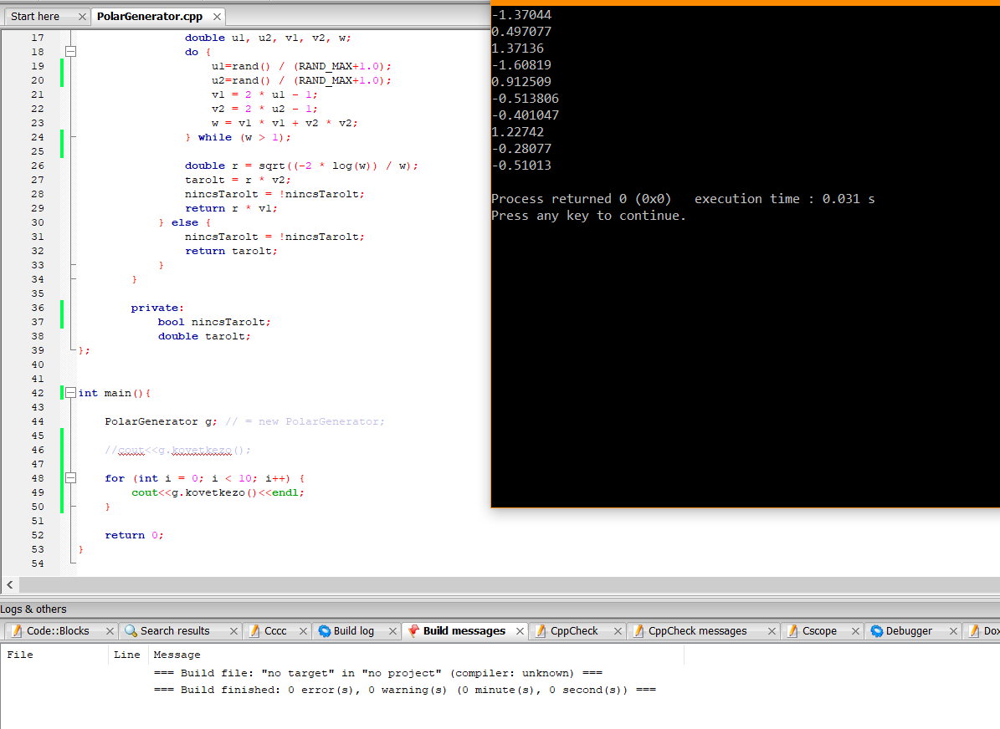 Start here
PolarGenerator.cpp
17 double u1, u2, v1, v2, w;
18 do {
19 u1=rand() / (RAND_MAX+1.0);
20 u2=rand() / (RAND_MAX+1.0);
21 v1 = 2 * u1 - 1;
22 v2 = 2 * u2 - 1;
23 w = v1 * v1 + v2 * v2;
24 } while (w > 1);
25
26 double r = sqrt((-2 * log(w)) / w);
27 tarolt = r * v2;
28 nincsTarolt = !nincsTarolt;
29 return r * v1;
30 } else {
31 nincsTarolt = !nincsTarolt;
32 return tarolt;
33 }
34 }
35
36 private:
37 bool nincsTarolt;
38 double tarolt;
39 };
40
41
42 int main(){
43
44 PolarGenerator g; // = new PolarGenerator;
45
46 //cout<<g.kovetkezo();
47
48 for (int i = 0; i < 10; i++) {
49 cout<<g.kovetkezo()<<endl;
50 }
51
52 return 0;
53 }
54
-1.37044
0.497077
1.37136
-1.60819
0.912509
-0.513806
-0.401047
1.22742
-0.28077
-0.51013
Process returned 0 (0x0)   execution time : 0.031 s
Press any key to continue.
Logs & others
Code::Blocks
Search results
Cccc
Build log
Build messages
CppCheck
CppCheck messages
Cscope
Debugger
Dox
File Line Message
=== Build file: "no target" in "no project" (compiler: unknown) ===
=== Build finished: 0 error(s), 0 warning(s) (0 minute(s), 0 second(s)) ===